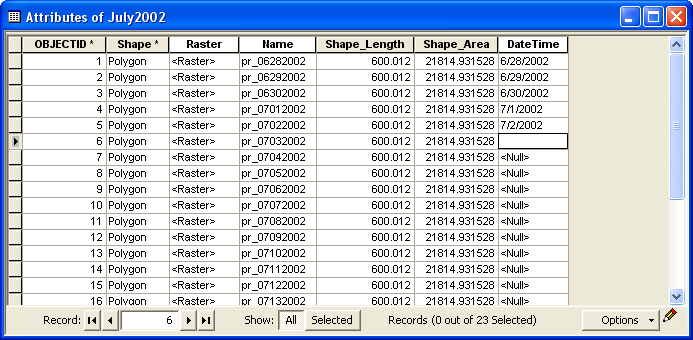 Attributes of July2002
OBJECTID * Shape * Raster Name Shape_Length Shape_Area DateTime
1 Polygon <Raster> pr_06282002 600.012 21814.931528 6/28/2002
2 Polygon <Raster> pr_06292002 600.012 21814.931528 6/29/2002
3 Polygon <Raster> pr_06302002 600.012 21814.931528 6/30/2002
4 Polygon <Raster> pr_07012002 600.012 21814.931528 7/1/2002
5 Polygon <Raster> pr_07022002 600.012 21814.931528 7/2/2002
6 Polygon <Raster> pr_07032002 600.012 21814.931528
7 Polygon <Raster> pr_07042002 600.012 21814.931528 <Null>
8 Polygon <Raster> pr_07052002 600.012 21814.931528 <Null>
9 Polygon <Raster> pr_07062002 600.012 21814.931528 <Null>
10 Polygon <Raster> pr_07072002 600.012 21814.931528 <Null>
11 Polygon <Raster> pr_07082002 600.012 21814.931528 <Null>
12 Polygon <Raster> pr_07092002 600.012 21814.931528 <Null>
13 Polygon <Raster> pr_07102002 600.012 21814.931528 <Null>
14 Polygon <Raster> pr_07112002 600.012 21814.931528 <Null>
15 Polygon <Raster> pr_07122002 600.012 21814.931528 <Null>
16 Polygon <Raster> pr_07132002 600.012 21814.931528 <Null>
Record: 6 Show: All Selected Records (0 out of 23 Selected) Options